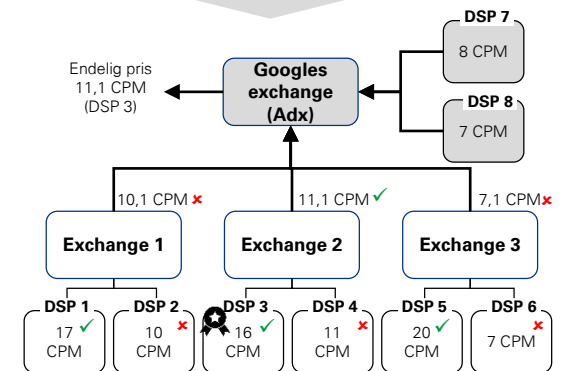 DSP 7
8 CPM
Endelig pris
11,1 CPM
(DSP 3)
Googles
exchange
(Adx)
DSP 8
7 CPM
10,1 CPM
11,1 CPM
7,1 CPM
Exchange 1
Exchange 2
Exchange 3
DSP 1
17
CPM
DSP 2
10
CPM
DSP 3
16
CPM
DSP 4
11
CPM
DSP 5
20
CPM
DSP 6
7 CPM